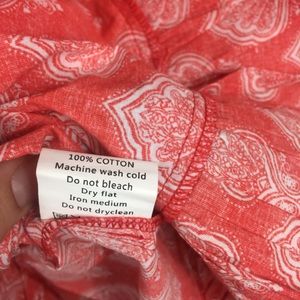 100% COTTON
Machine wash cold
Do not bleach
Dry flat
Iron medium
Do not dryclean